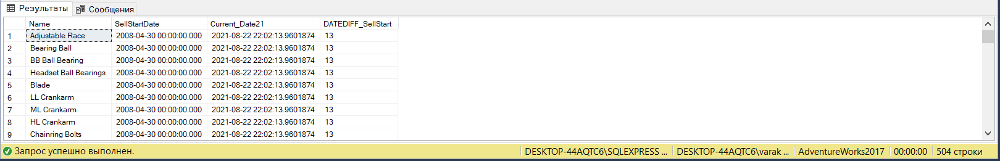 Результаты Сообщения
Name SellStartDate Current_Date21 DATEDIFF_SellStart
1 Adjustable Race 2008-04-30 00:00:00.000 2021-08-22 22:02:13.9601874 13
2 Bearing Ball 2008-04-30 00:00:00.000 2021-08-22 22:02:13.9601874 13
3 BB Ball Bearing 2008-04-30 00:00:00.000 2021-08-22 22:02:13.9601874 13
4 Headset Ball Bearings 2008-04-30 00:00:00.000 2021-08-22 22:02:13.9601874 13
5 Blade 2008-04-30 00:00:00.000 2021-08-22 22:02:13.9601874 13
6 LL Crankarm 2008-04-30 00:00:00.000 2021-08-22 22:02:13.9601874 13
7 ML Crankarm 2008-04-30 00:00:00.000 2021-08-22 22:02:13.9601874 13
8 HL Crankarm 2008-04-30 00:00:00.000 2021-08-22 22:02:13.9601874 13
9 Chainring Bolts 2008-04-30 00:00:00.000 2021-08-22 22:02:13.9601874 13
Запрос успешно выполнен. DESKTOP-44AQTC6\SQLEXPRESS ... DESKTOP-44AQTC6\varak ... AdventureWorks2017 00:00:00 504 строки